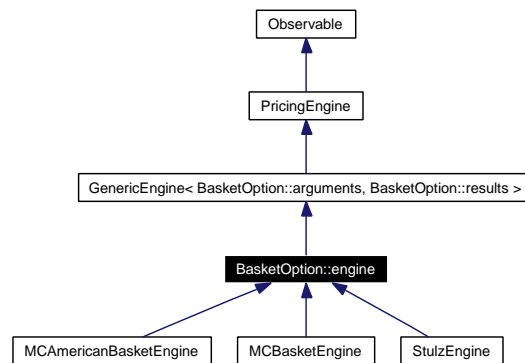 Observable
PricingEngine
GenericEngine< BasketOption::arguments, BasketOption::results >
BasketOption::engine
MCAmericanBasketEngine
MCBasketEngine
StulzEngine